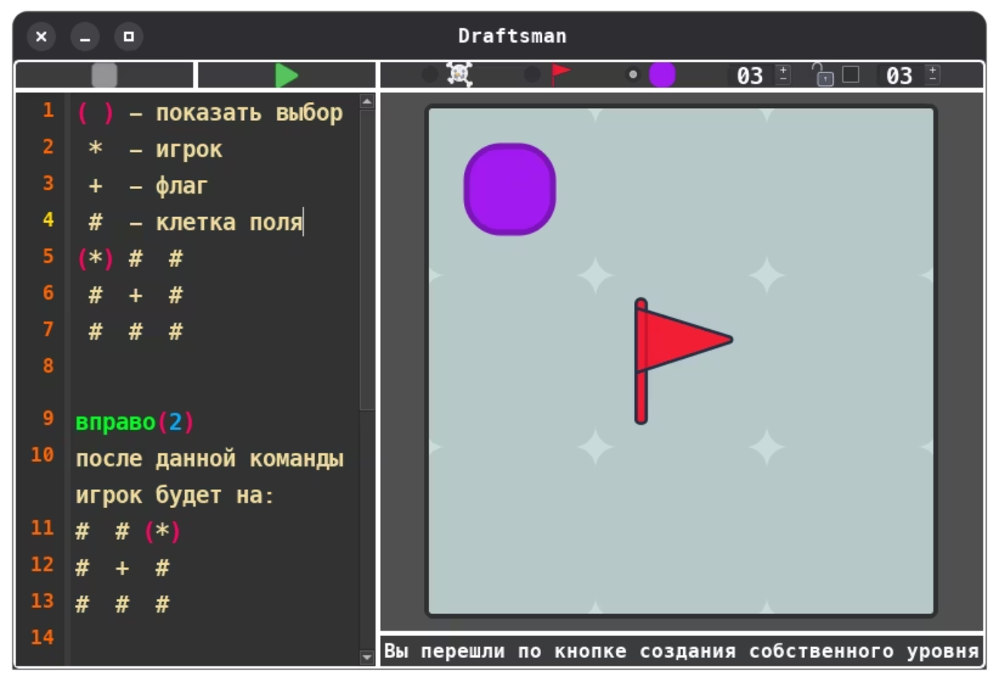 Draftsman
03 + - 03 + -
1 ( ) — показать выбор
2 * — игрок
3 + — флаг
4 # — клетка поля
5 (*) # #
6 # + #
7 # # #
8
9 вправо(2)
10 после данной команды
игрок будет на:
11 # # (*)
12 # + #
13 # # #
14
Вы перешли по кнопке создания собственного уровня